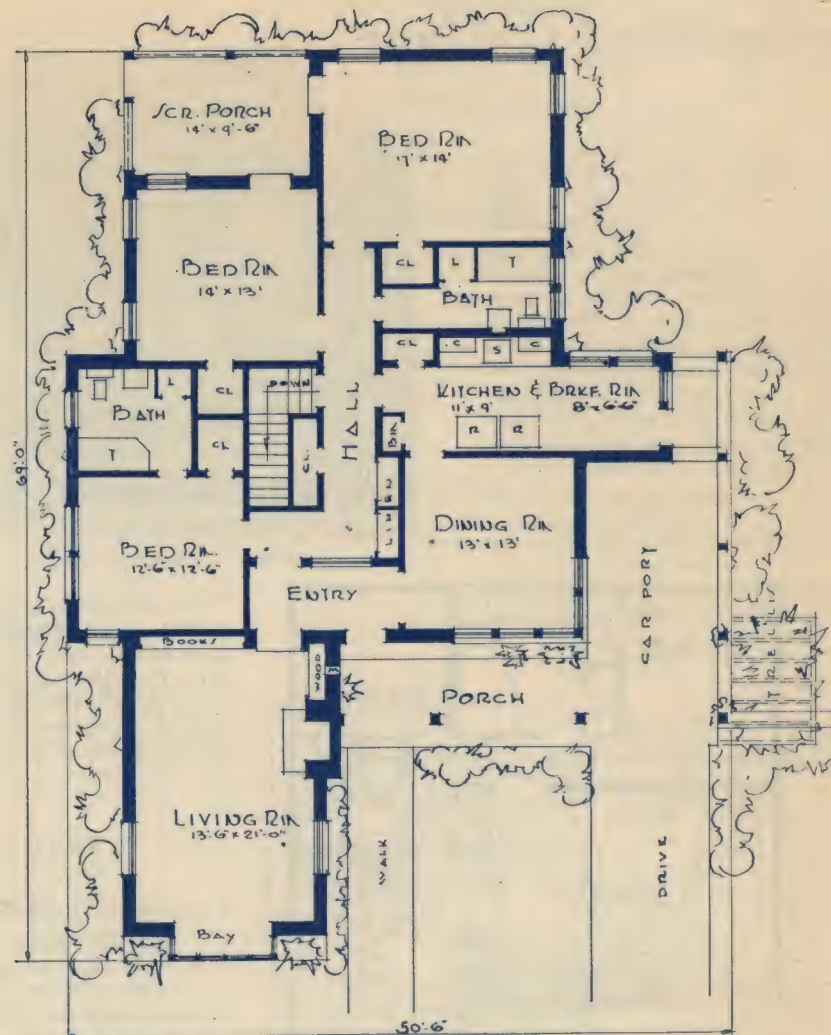 SCR. PORCH
14' x 9'-6"
BED RM
17' x 14'
BED RM
14' x 13'
CL
L
T
BATH
CL
C
S
C
KITCHEN & BRKF. RM
11' x 9'
8' x 6'-6"
R
R
L
CL
DOWN
BATH
T
CL
CL
HALL
LINEN
DINING RM
13' x 13'
BED RM.
12'-6" x 12'-6"
ENTRY
BOOKS
WOOD
PORCH
CAR PORT
TRELLIS
LIVING RM
13'-6" x 21'-0"
BAY
WALK
DRIVE
69'-0"
50'-6"